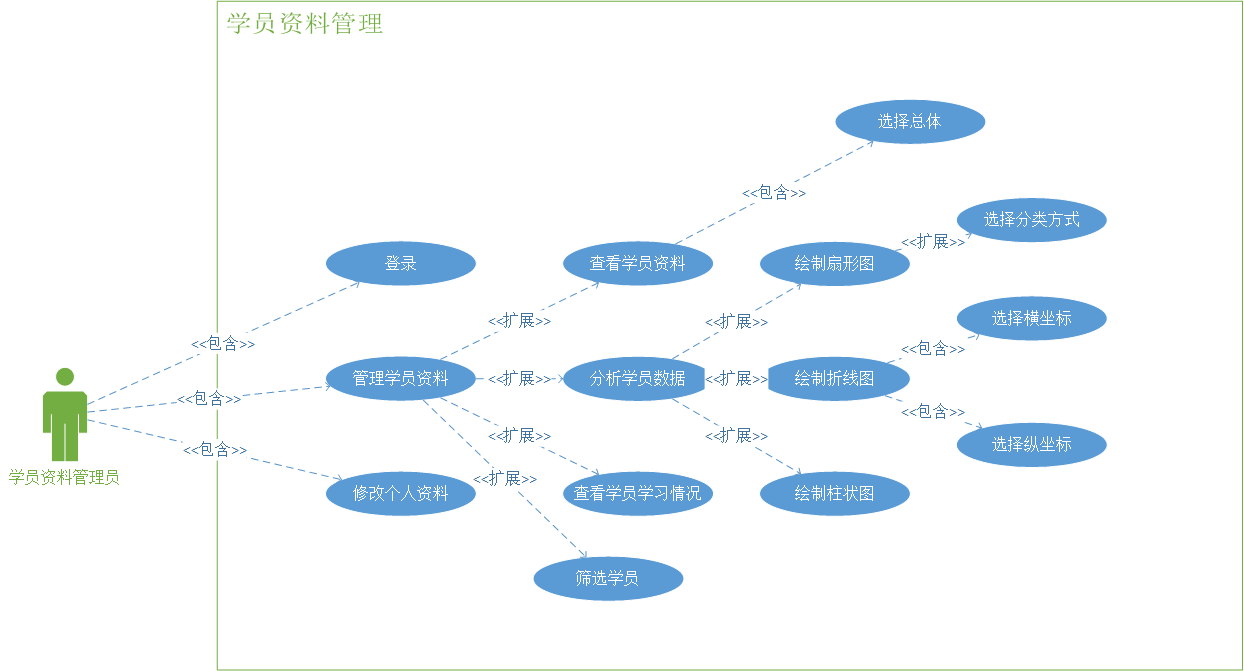 学员资料管理
选择总体
<<包含>>
选择分类方式
<<扩展>>
登录
查看学员资料
绘制扇形图
<<扩展>>
<<扩展>>
选择横坐标
<<包含>>
<<包含>>
管理学员资料
<<扩展>>
分析学员数据
<<扩展>>
绘制折线图
<<包含>>
<<包含>>
<<包含>>
<<扩展>>
<<扩展>>
选择纵坐标
<<包含>>
学员资料管理员
<<扩展>>
修改个人资料
查看学员学习情况
绘制柱状图
筛选学员